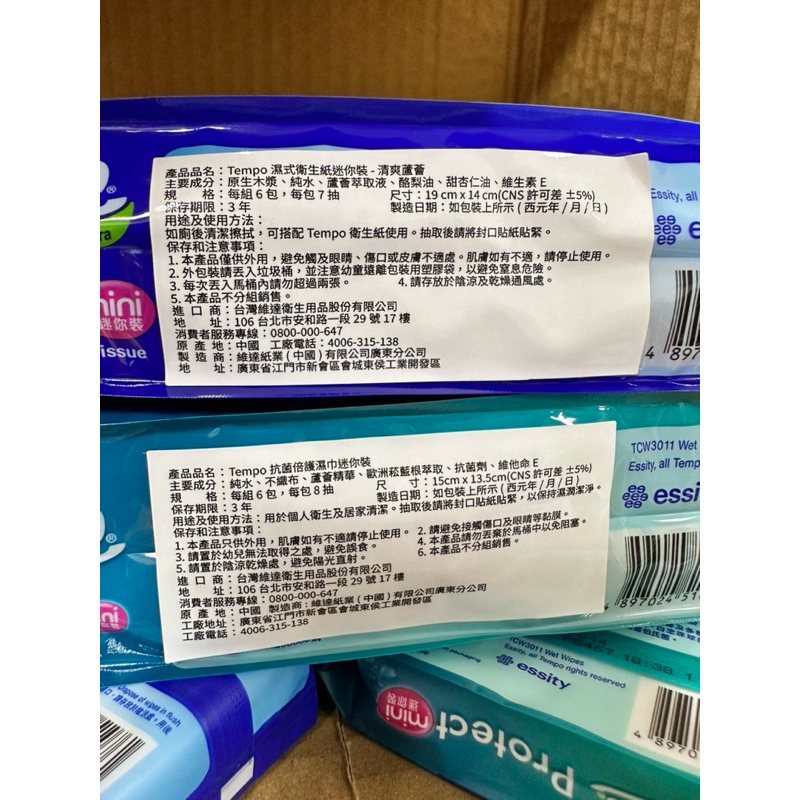 產品品名：Tempo 濕式衛生紙迷你裝 - 清爽蘆薈
主要成分：原生木漿、純水、蘆薈萃取液、酪梨油、甜杏仁油、維生素 E
規　　格：每組 6 包，每包 7 抽　　尺寸：19 cm x 14 cm(CNS 許可差 ±5%)
保存期限：3 年　　製造日期：如包裝上所示 ( 西元年 / 月 / 日 )
用途及使用方法：
如廁後清潔擦拭，可搭配 Tempo 衛生紙使用。抽取後請將封口貼紙貼緊。
保存和注意事項：
1. 本產品僅供外用，避免觸及眼睛、傷口或皮膚不適處。肌膚如有不適，請停止使用。
2. 外包裝請丟入垃圾桶，並注意幼童遠離包裝用塑膠袋，以避免窒息危險。
3. 每次丟入馬桶內請勿超過兩張。　　4. 請存放於陰涼及乾燥通風處。
5. 本產品不分組銷售。
進 口 商：台灣維達衛生用品股份有限公司
地　　址：106 台北市安和路一段 29 號 17 樓
消費者服務專線：0800-000-647
原 產 地：中國　工廠電話：4006-315-138
製 造 商：維達紙業 ( 中國 ) 有限公司廣東分公司
地　　址：廣東省江門市新會區會城東侯工業開發區
Essity, all
mini
迷你裝
issue
4 897
產品品名：Tempo 抗菌倍護濕巾迷你裝
主要成分：純水、不織布、蘆薈精華、歐洲菘藍根萃取、抗菌劑、維他命 E
規　　格：每組 6 包，每包 8 抽　　尺　　寸：15cm x 13.5cm(CNS 許可差 ±5%)
保存期限：3 年　　製造日期：如包裝上所示 ( 西元年 / 月 / 日 )
用途及使用方法：用於個人衛生及居家清潔。抽取後請將封口貼紙貼緊，以保持濕潤潔淨。
保存和注意事項：
1. 本產品只供外用，肌膚如有不適請停止使用。　2. 請避免接觸傷口及眼睛等黏膜。
3. 請置於幼兒無法取得之處，避免誤食。　4. 本產品請勿丟棄於馬桶中以免阻塞。
5. 請置於陰涼乾燥處，避免陽光直射。　6. 本產品不分組銷售。
進 口 商：台灣維達衛生用品股份有限公司
地　　址：106 台北市安和路一段 29 號 17 樓
消費者服務專線：0800-000-647
原 產 地：中國　製造商：維達紙業 ( 中國 ) 有限公司廣東分公司
工廠地址：廣東省江門市新會區會城東侯工業開發區
工廠電話：4006-315-138
TCW3011 Wet
Essity, all Temp
essi
4 897024 51
TCW3011 Wet Wipes
Essity, all Tempo rights reserved
essity
mini
迷你裝
Protect
4 8970